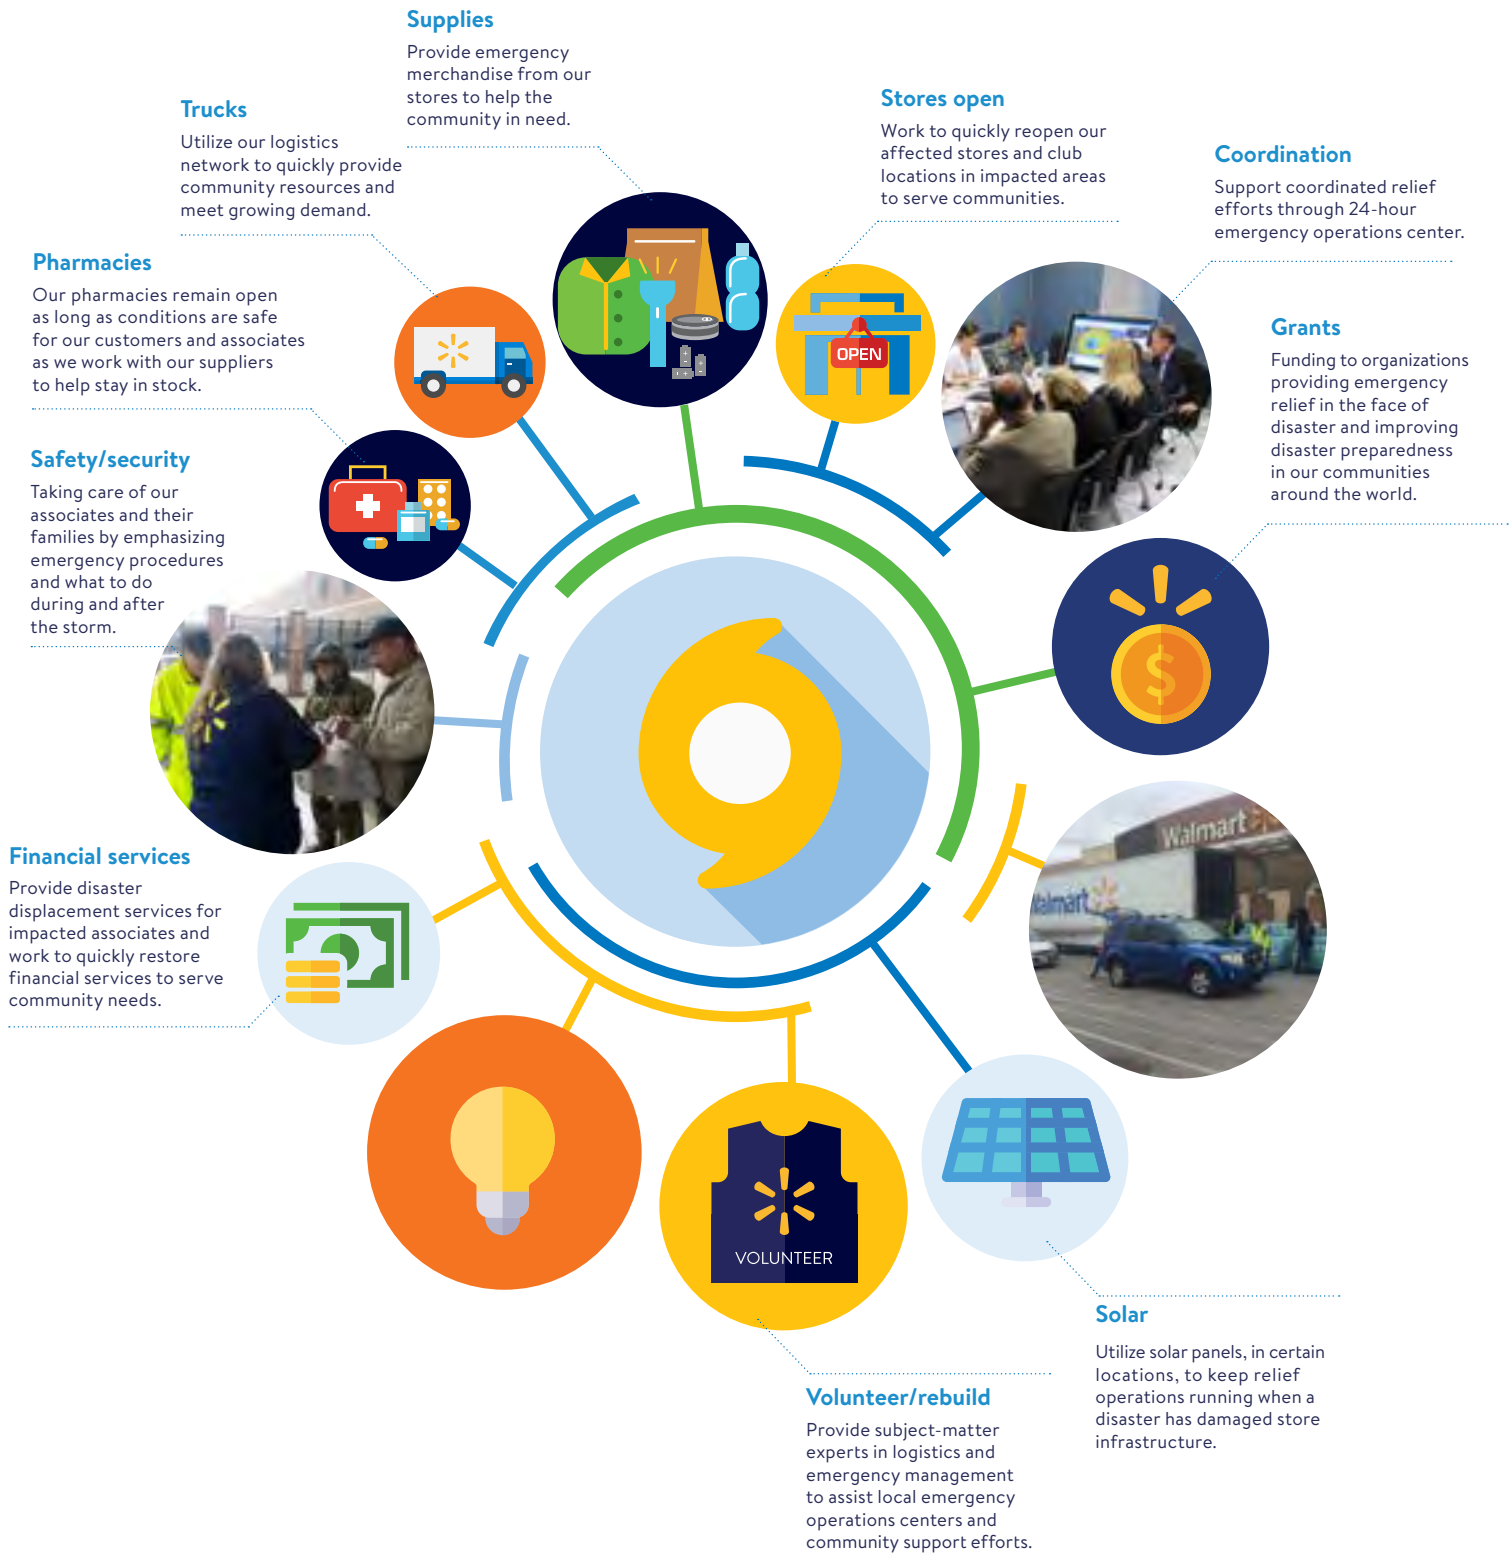 Supplies
Provide emergency
merchandise from our
stores to help the
community in need.
Trucks
Utilize our logistics
network to quickly provide
community resources and
meet growing demand.
Stores open
Work to quickly reopen our
affected stores and club
locations in impacted areas
to serve communities.
Coordination
Support coordinated relief
efforts through 24-hour
emergency operations center.
Pharmacies
Our pharmacies remain open
as long as conditions are safe
for our customers and associates
as we work with our suppliers
to help stay in stock.
Grants
Funding to organizations
providing emergency
relief in the face of
disaster and improving
disaster preparedness
in our communities
around the world.
OPEN
Safety/security
Taking care of our
associates and their
families by emphasizing
emergency procedures
and what to do
during and after
the storm.
$
Walmart
Walmart
Financial services
Provide disaster
displacement services for
impacted associates and
work to quickly restore
financial services to serve
community needs.
VOLUNTEER
Solar
Utilize solar panels, in certain
locations, to keep relief
operations running when a
disaster has damaged store
infrastructure.
Volunteer/rebuild
Provide subject-matter
experts in logistics and
emergency management
to assist local emergency
operations centers and
community support efforts.